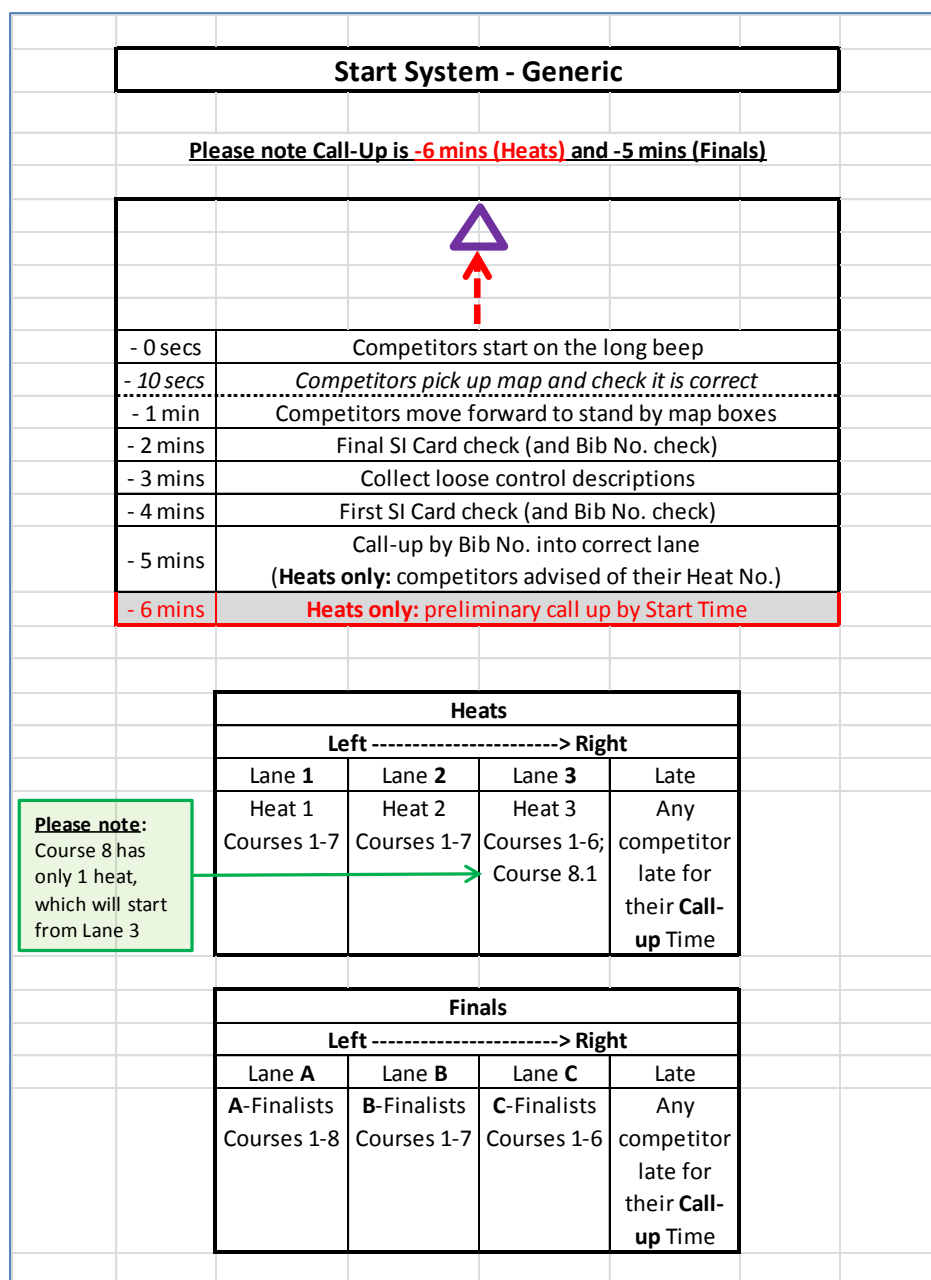 Start System - Generic
Please note Call-Up is -6 mins (Heats) and -5 mins (Finals)
- 0 secs Competitors start on the long beep
- 10 secs Competitors pick up map and check it is correct
- 1 min Competitors move forward to stand by map boxes
- 2 mins Final SI Card check (and Bib No. check)
- 3 mins Collect loose control descriptions
- 4 mins First SI Card check (and Bib No. check)
- 5 mins Call-up by Bib No. into correct lane
(Heats only: competitors advised of their Heat No.)
- 6 mins Heats only: preliminary call up by Start Time
Heats
Left -----------------------> Right
Lane 1 Lane 2 Lane 3 Late
Heat 1 Heat 2 Heat 3 Any
Courses 1-7 Courses 1-7 Courses 1-6; competitor
Course 8.1 late for
their Call-
up Time
Please note:
Course 8 has
only 1 heat,
which will start
from Lane 3
Finals
Left -----------------------> Right
Lane A Lane B Lane C Late
A-Finalists B-Finalists C-Finalists Any
Courses 1-8 Courses 1-7 Courses 1-6 competitor
late for
their Call-
up Time